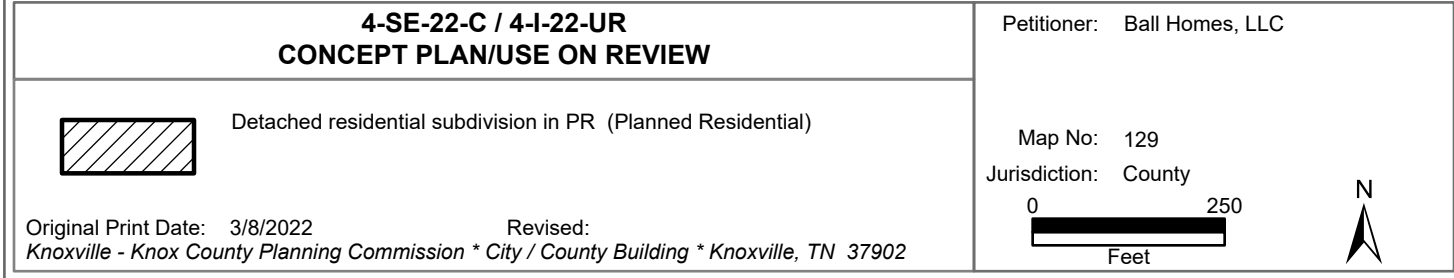 4-SE-22-C / 4-I-22-UR
CONCEPT PLAN/USE ON REVIEW
Detached residential subdivision in PR (Planned Residential)
Original Print Date: 3/8/2022 Revised:
Knoxville - Knox County Planning Commission * City / County Building * Knoxville, TN 37902
Petitioner: Ball Homes, LLC
Map No: 129
Jurisdiction: County
0 250
Feet
N